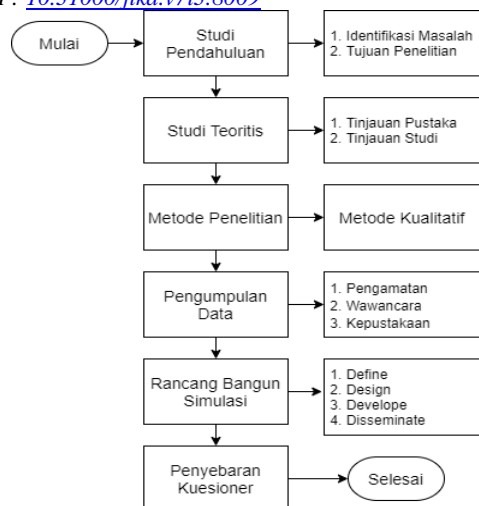 Mulai
Studi
Pendahuluan
1. Identifikasi Masalah
2. Tujuan Penelitian
Studi Teoritis
1. Tinjauan Pustaka
2. Tinjauan Studi
Metode Penelitian
Metode Kualitatif
Pengumpulan
Data
1. Pengamatan
2. Wawancara
3. Kepustakaan
Rancang Bangun
Simulasi
1. Define
2. Design
3. Develope
4. Disseminate
Penyebaran
Kuesioner
Selesai